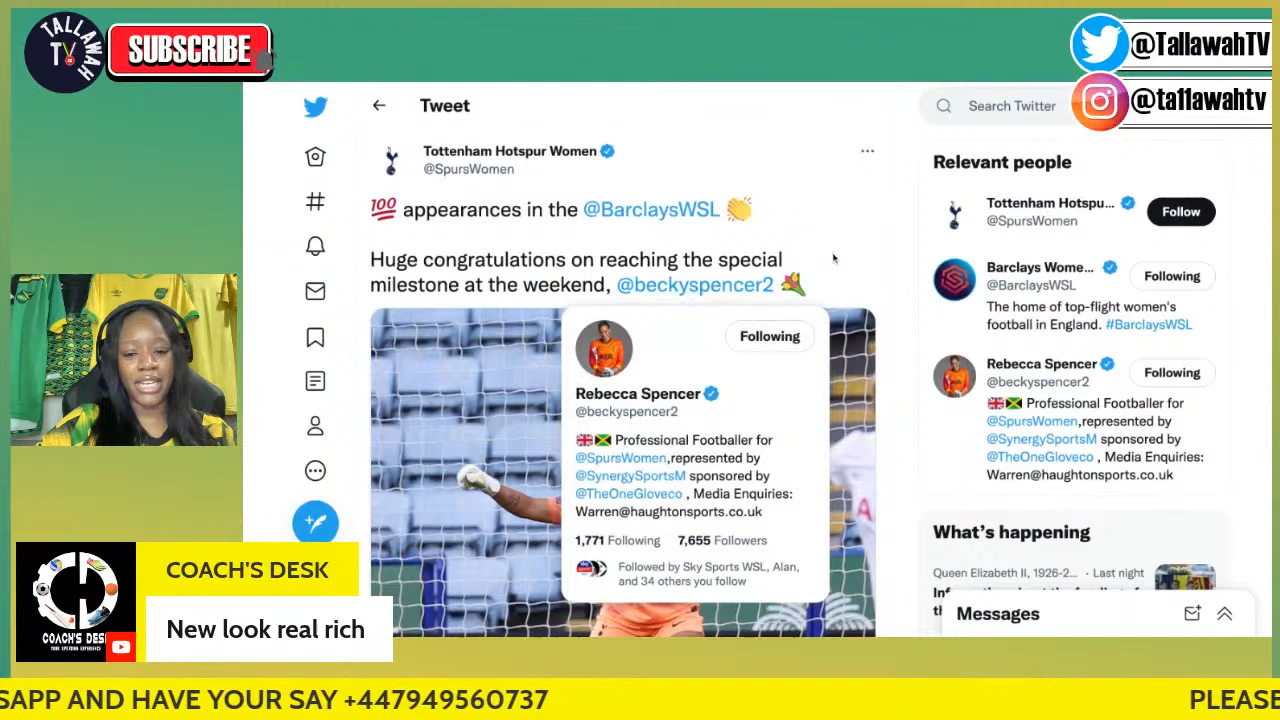 TALLAWAH
TV
SUBSCRIBE
@TallawahTV
@ta11awahtv
Tweet
Search Twitter
Tottenham Hotspur Women
@SpursWomen
💯 appearances in the @BarclaysWSL 👏
Huge congratulations on reaching the special
milestone at the weekend, @beckyspencer2 💐
Following
Rebecca Spencer
@beckyspencer2
🇬🇧🇯🇲 Professional Footballer for
@SpursWomen,represented by
@SynergySportsM sponsored by
@TheOneGloveco , Media Enquiries:
Warren@haughtonsports.co.uk
1,771 Following 7,655 Followers
Followed by Sky Sports WSL, Alan,
and 34 others you follow
Relevant people
Tottenham Hotspu...
@SpursWomen
Follow
Barclays Wome...
@BarclaysWSL
Following
The home of top-flight women's
football in England. #BarclaysWSL
Rebecca Spencer
@beckyspencer2
Following
🇬🇧🇯🇲 Professional Footballer for
@SpursWomen,represented by
@SynergySportsM sponsored by
@TheOneGloveco , Media Enquiries:
Warren@haughtonsports.co.uk
What's happening
Queen Elizabeth II, 1926-2... · Last night
Messages
COACH'S DESK
COACH'S DESK
New look real rich
SAPP AND HAVE YOUR SAY +447949560737
PLEASE